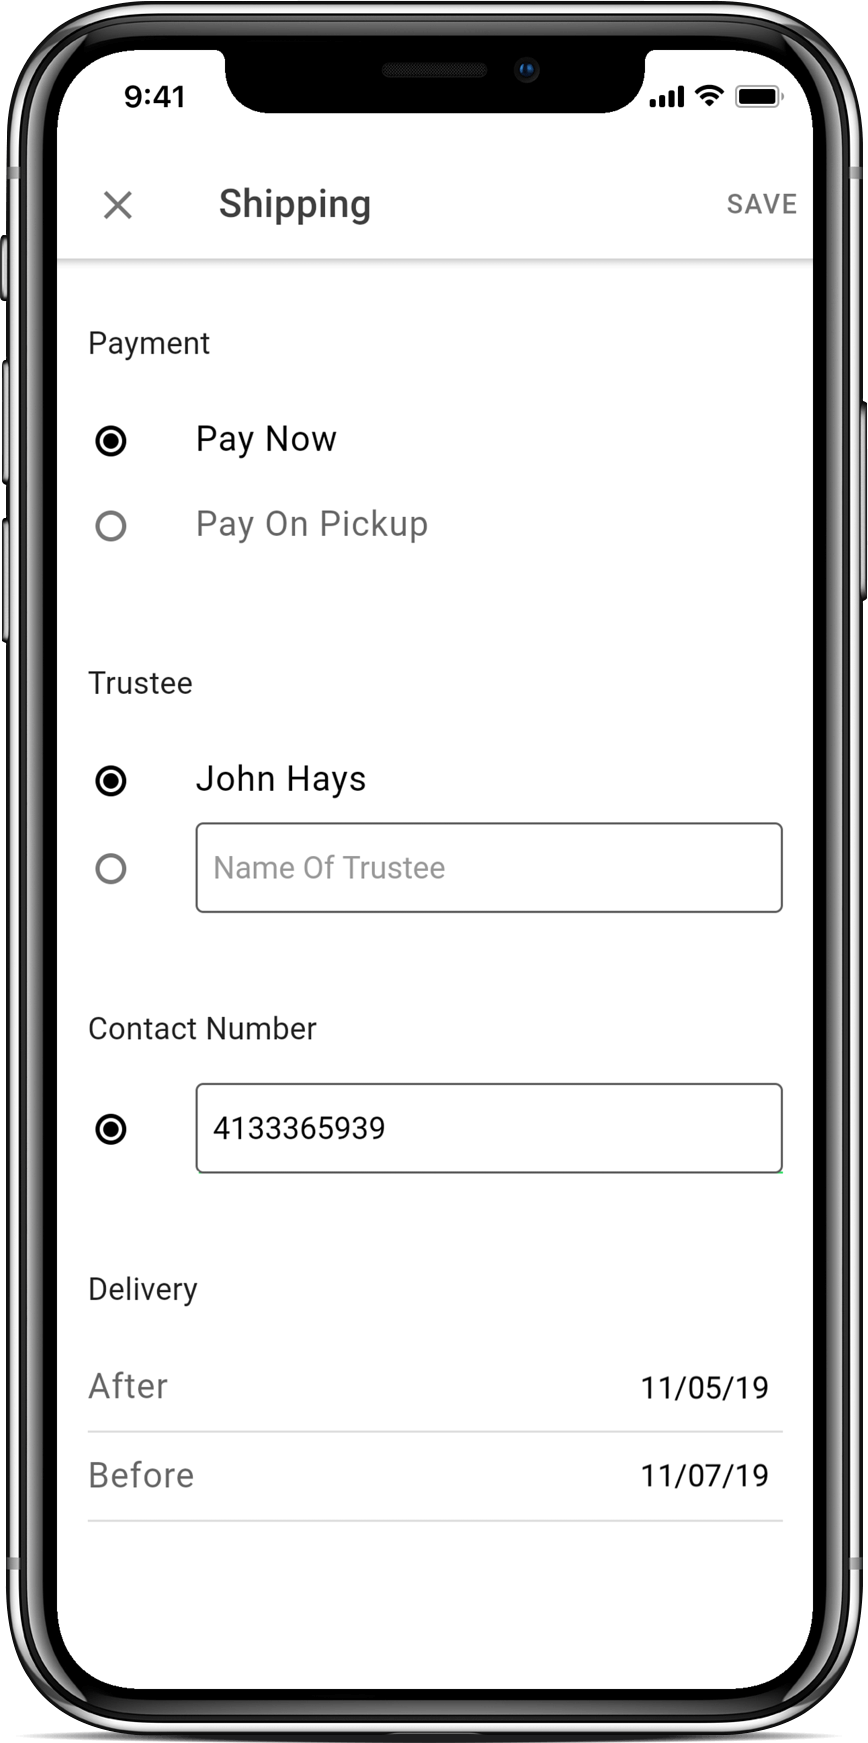 9:41
Shipping SAVE
Payment
Pay Now
Pay On Pickup
Trustee
John Hays
Name Of Trustee
Contact Number
4133365939
Delivery
After 11/05/19
Before 11/07/19